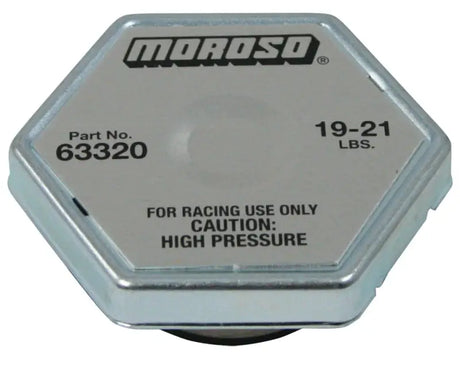 MOROSO®
Part No.
63320
19-21
LBS.
FOR RACING USE ONLY
CAUTION:
HIGH PRESSURE